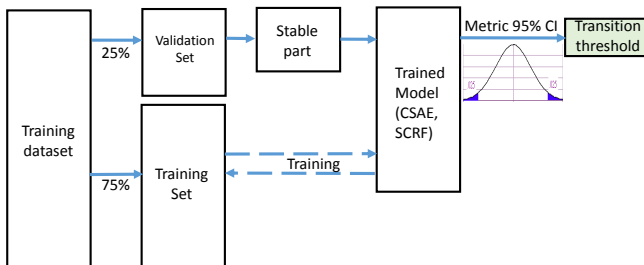 Training
dataset
25%
75%
Validation
Set
Training
Set
Stable
part
Training
Trained
Model
(CSAE,
SCRF)
Metric 95% CI
Transition
threshold